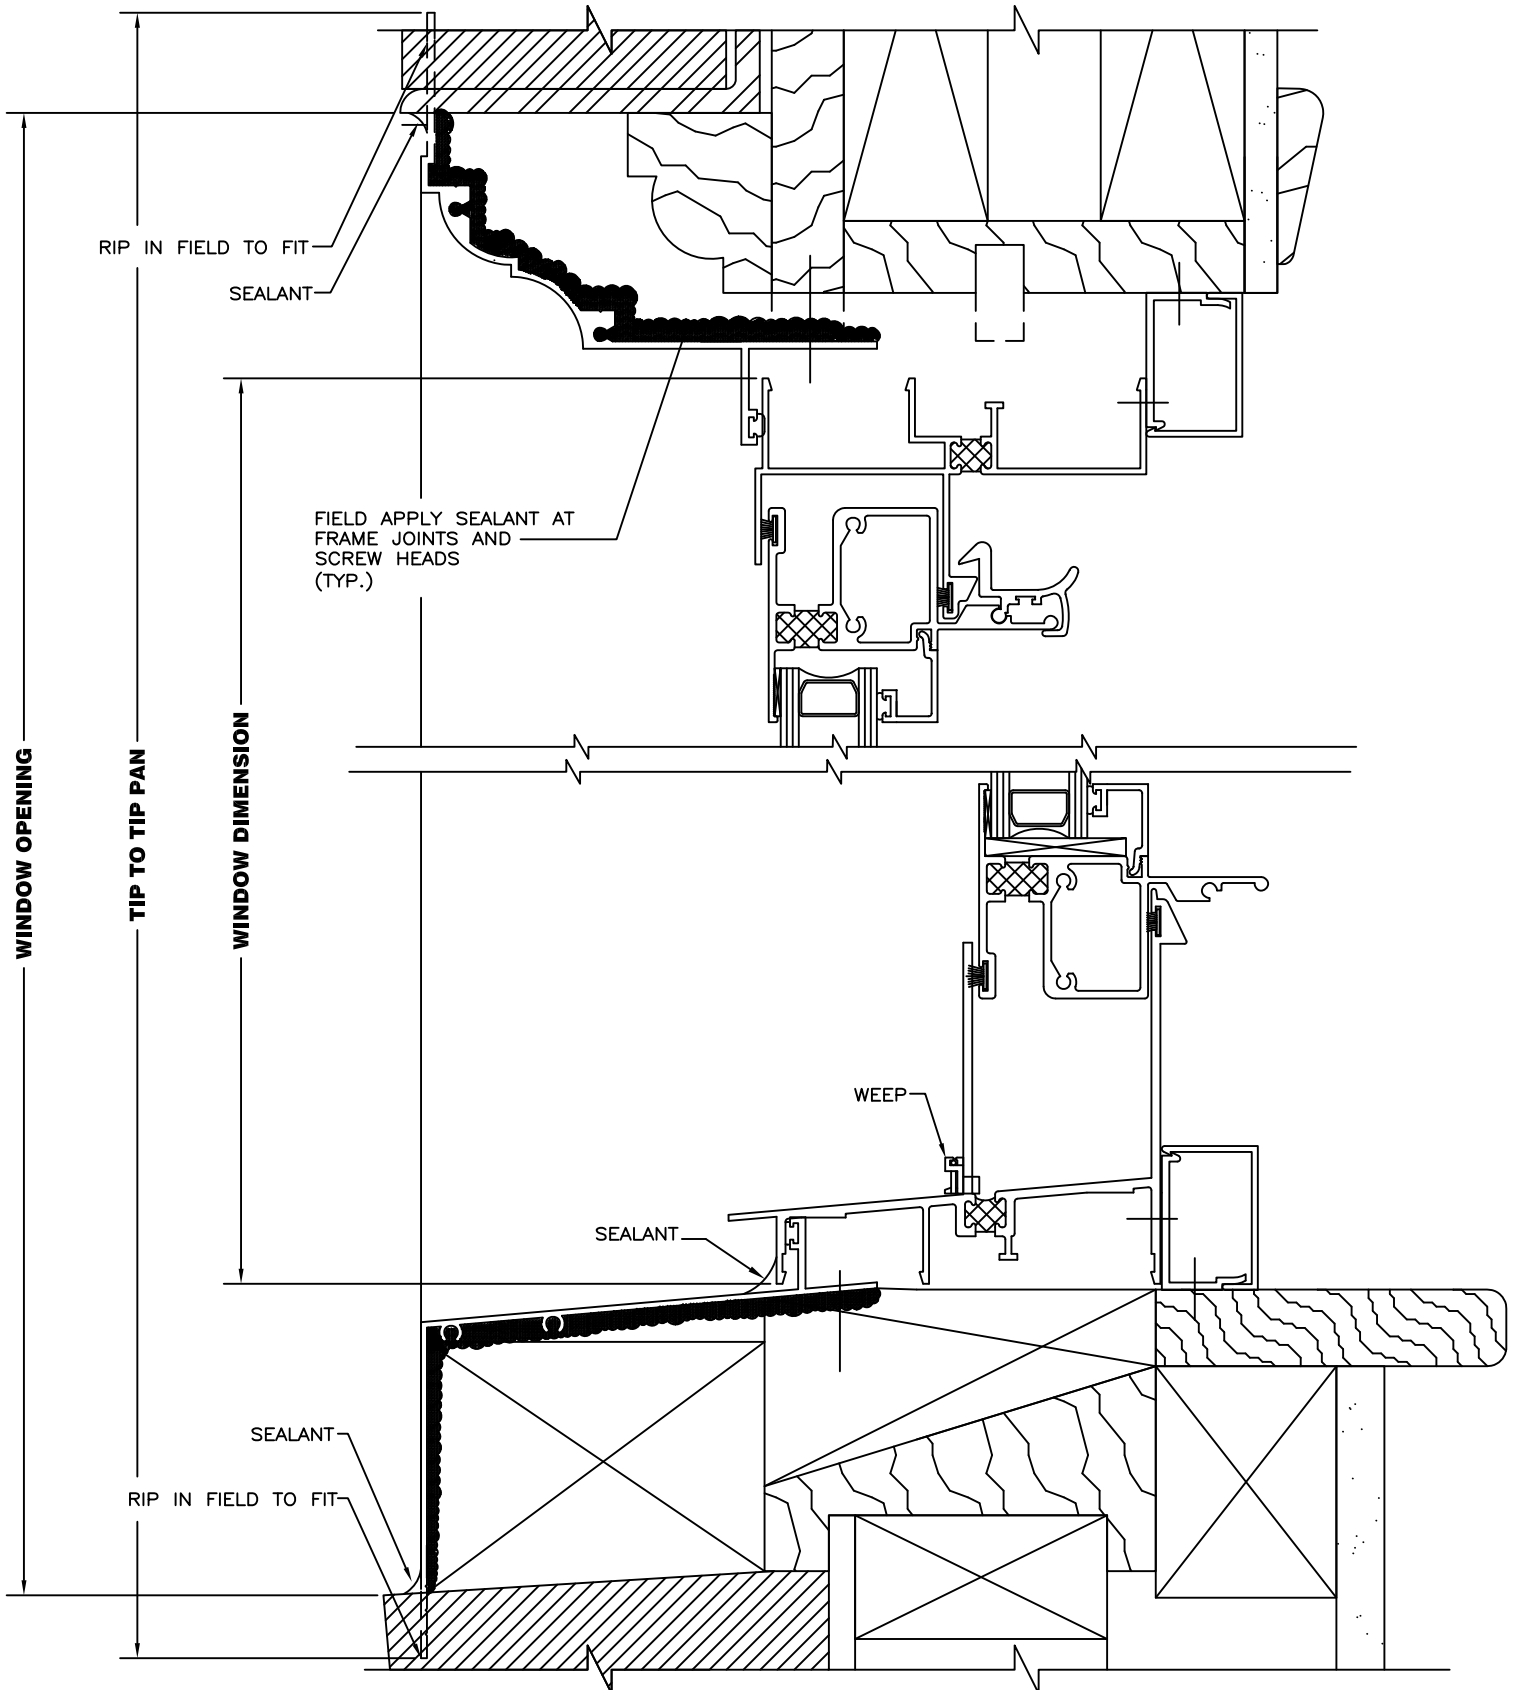 RIP IN FIELD TO FIT
SEALANT
FIELD APPLY SEALANT AT
FRAME JOINTS AND
SCREW HEADS
(TYP.)
WINDOW OPENING
TIP TO TIP PAN
WINDOW DIMENSION
WEEP
SEALANT
SEALANT
RIP IN FIELD TO FIT